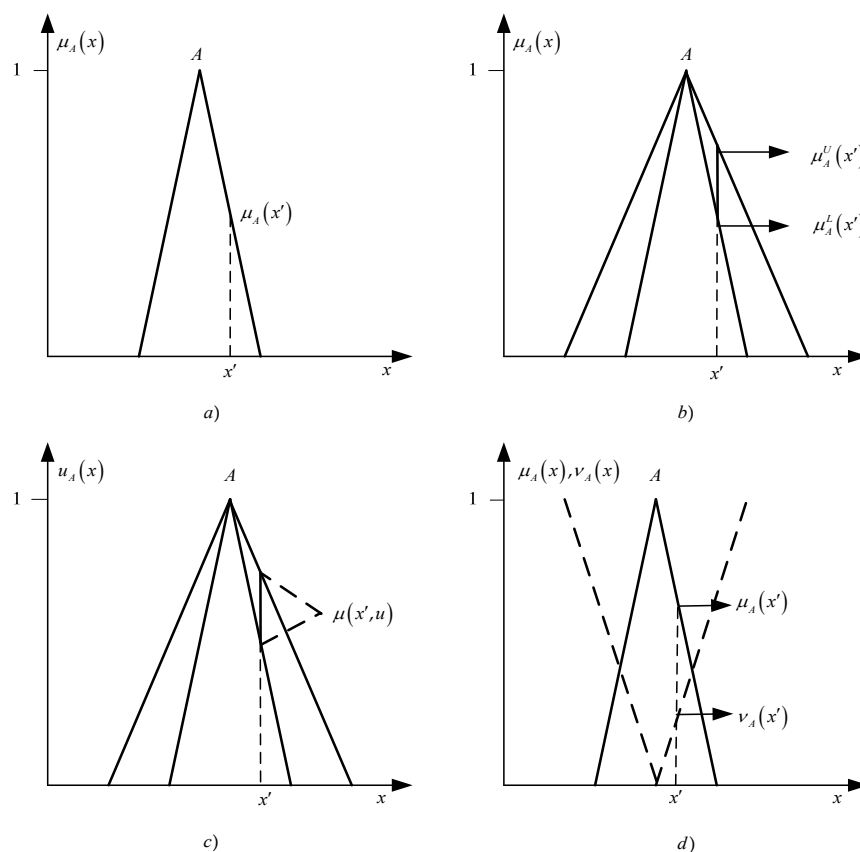 μ_A(x)
A
1
μ_A(x′)
x′
x
a)
μ_A(x)
A
1
μ_A^U(x′)
μ_A^L(x′)
x′
x
b)
u_A(x)
A
1
μ(x′,u)
x′
x
c)
μ_A(x),ν_A(x)
A
1
μ_A(x′)
ν_A(x′)
x′
x
d)